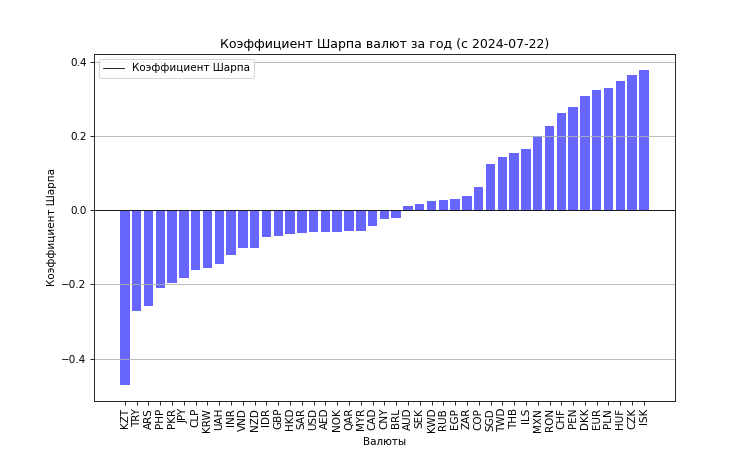 Коэффициент Шарпа валют за год (с 2024-07-22)
Коэффициент Шарпа
0.4
0.2
0.0
−0.2
−0.4
Коэффициент Шарпа
KZT
TRY
ARS
PHP
PKR
JPY
CLP
KRW
UAH
INR
VND
NZD
IDR
GBP
HKD
SAR
USD
AED
NOK
QAR
MYR
CAD
CNY
BRL
AUD
SEK
KWD
RUB
EGP
ZAR
COP
SGD
TWD
THB
ILS
MXN
RON
CHF
PEN
DKK
EUR
PLN
HUF
CZK
ISK
Валюты